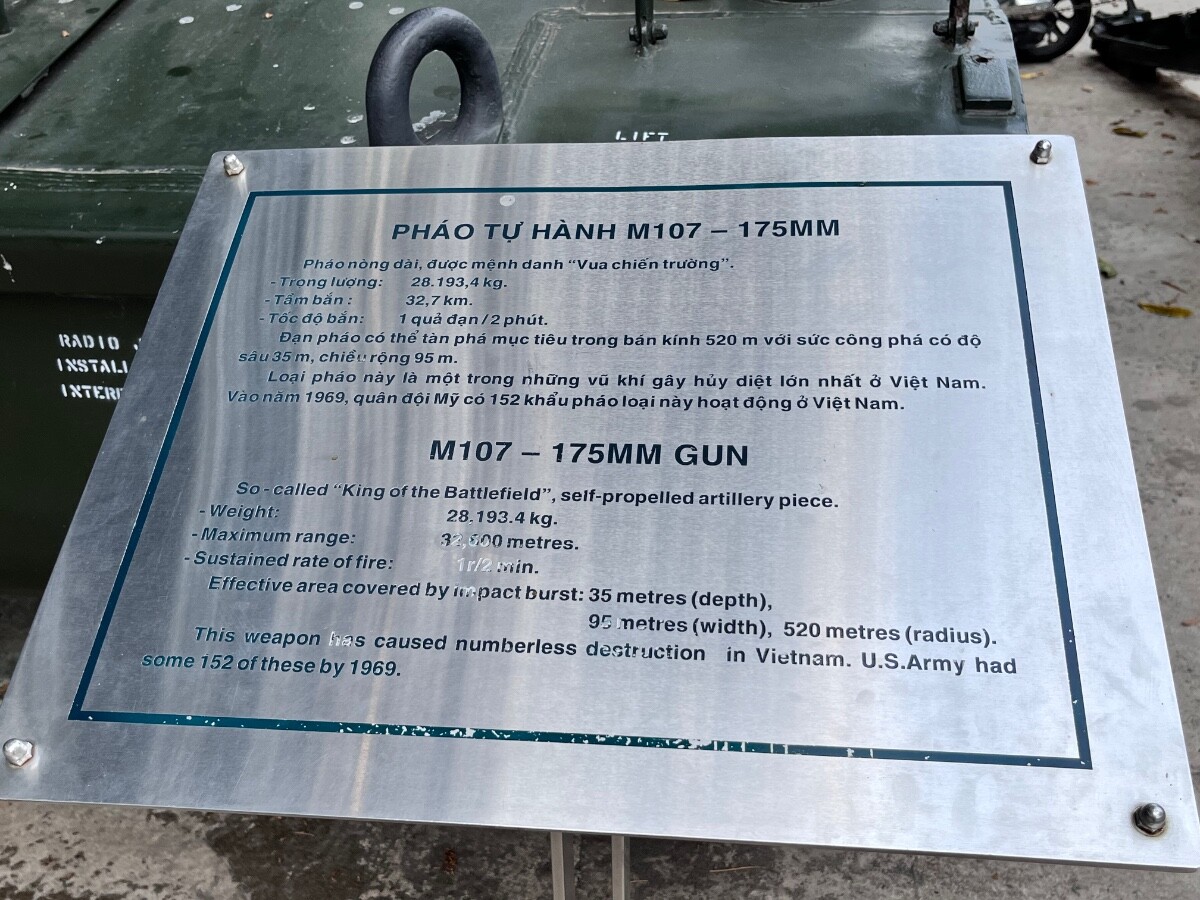 LIFT
RADIO
INSTALL
INTER
PHÁO TỰ HÀNH M107 – 175MM
Pháo nòng dài, được mệnh danh “Vua chiến trường”.
- Trọng lượng: 28.193,4 kg.
- Tầm bắn : 32,7 km.
- Tốc độ bắn: 1 quả đạn / 2 phút.
Đạn pháo có thể tàn phá mục tiêu trong bán kính 520 m với sức công phá có độ
sâu 35 m, chiều rộng 95 m.
Loại pháo này là một trong những vũ khí gây hủy diệt lớn nhất ở Việt Nam.
Vào năm 1969, quân đội Mỹ có 152 khẩu pháo loại này hoạt động ở Việt Nam.
M107 – 175MM GUN
So - called “King of the Battlefield”, self-propelled artillery piece.
- Weight: 28.193.4 kg.
- Maximum range: metres.
- Sustained rate of fire: 1r/2 min.
Effective area covered by impact burst: 35 metres (depth),
95 metres (width), 520 metres (radius).
This weapon has caused numberless destruction in Vietnam. U.S.Army had
some 152 of these by 1969.